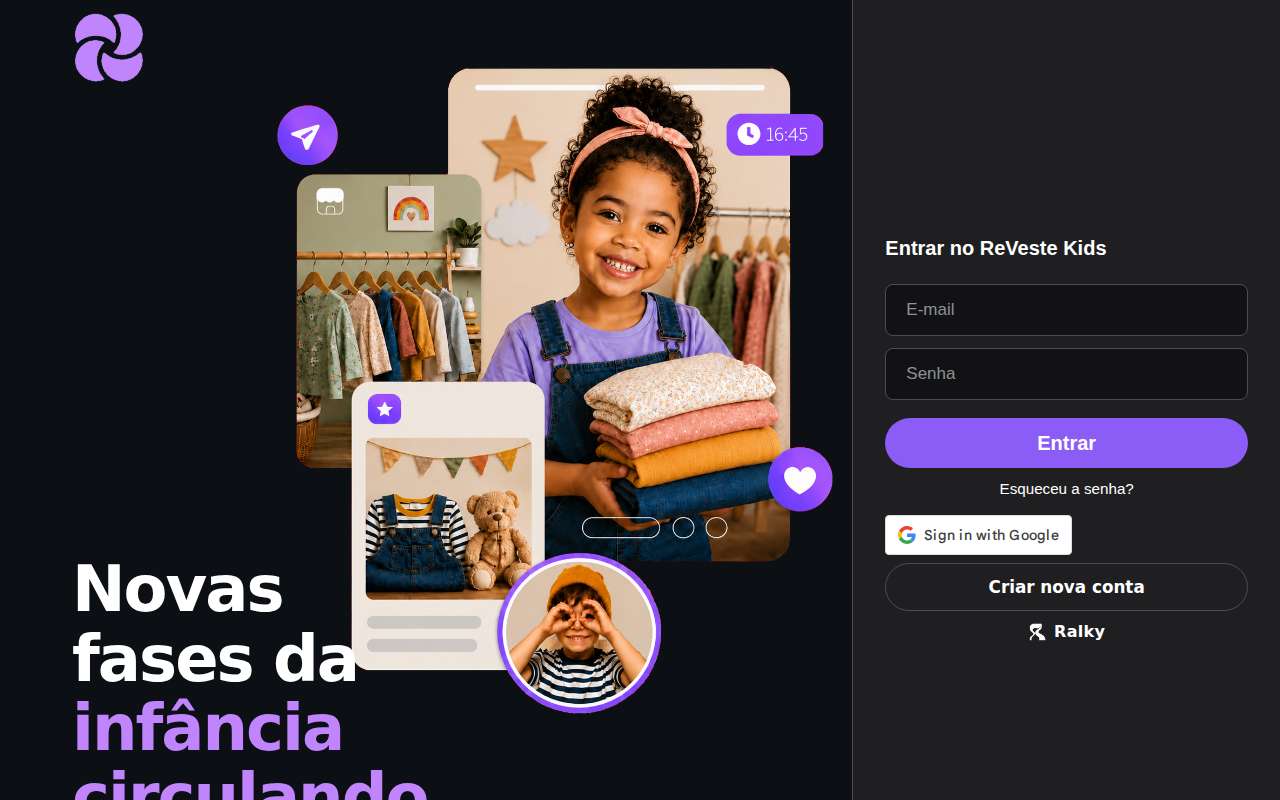 16:45
Novas
fases da
infância
circulando
Entrar no ReVeste Kids
E-mail
Senha
Entrar
Esqueceu a senha?
Sign in with Google
Criar nova conta
Ralky